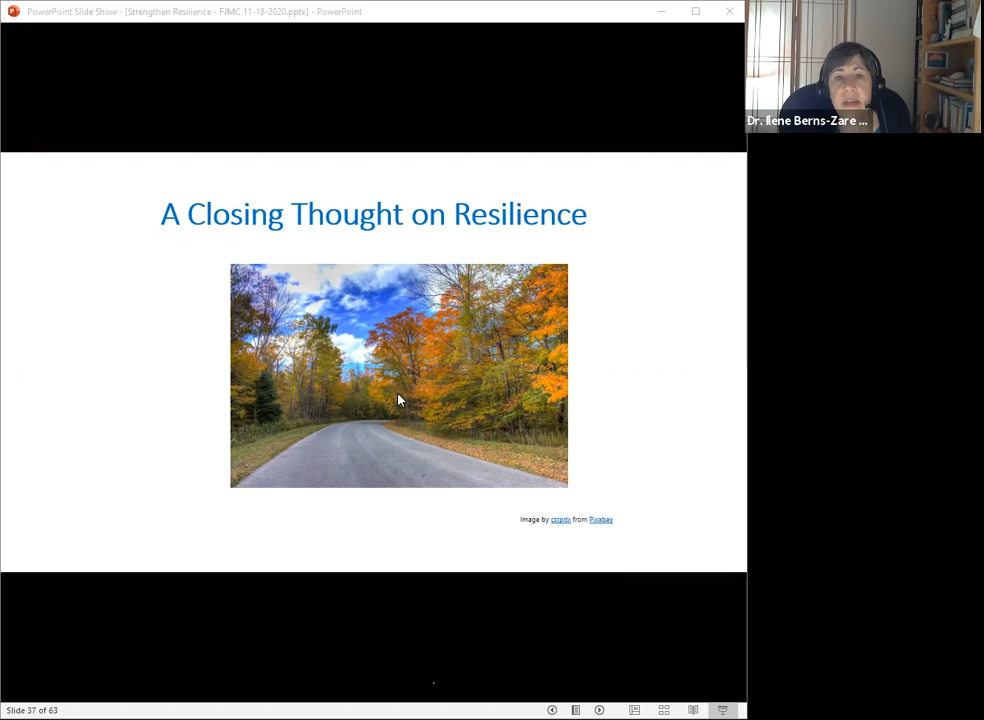 PowerPoint Slide Show - [Strengthen Resilience - FJMC 11-18-2020.pptx] - PowerPoint
Dr. Ilene Berns-Zare ...
A Closing Thought on Resilience
Image by cstpdx from Pixabay
Slide 37 of 63